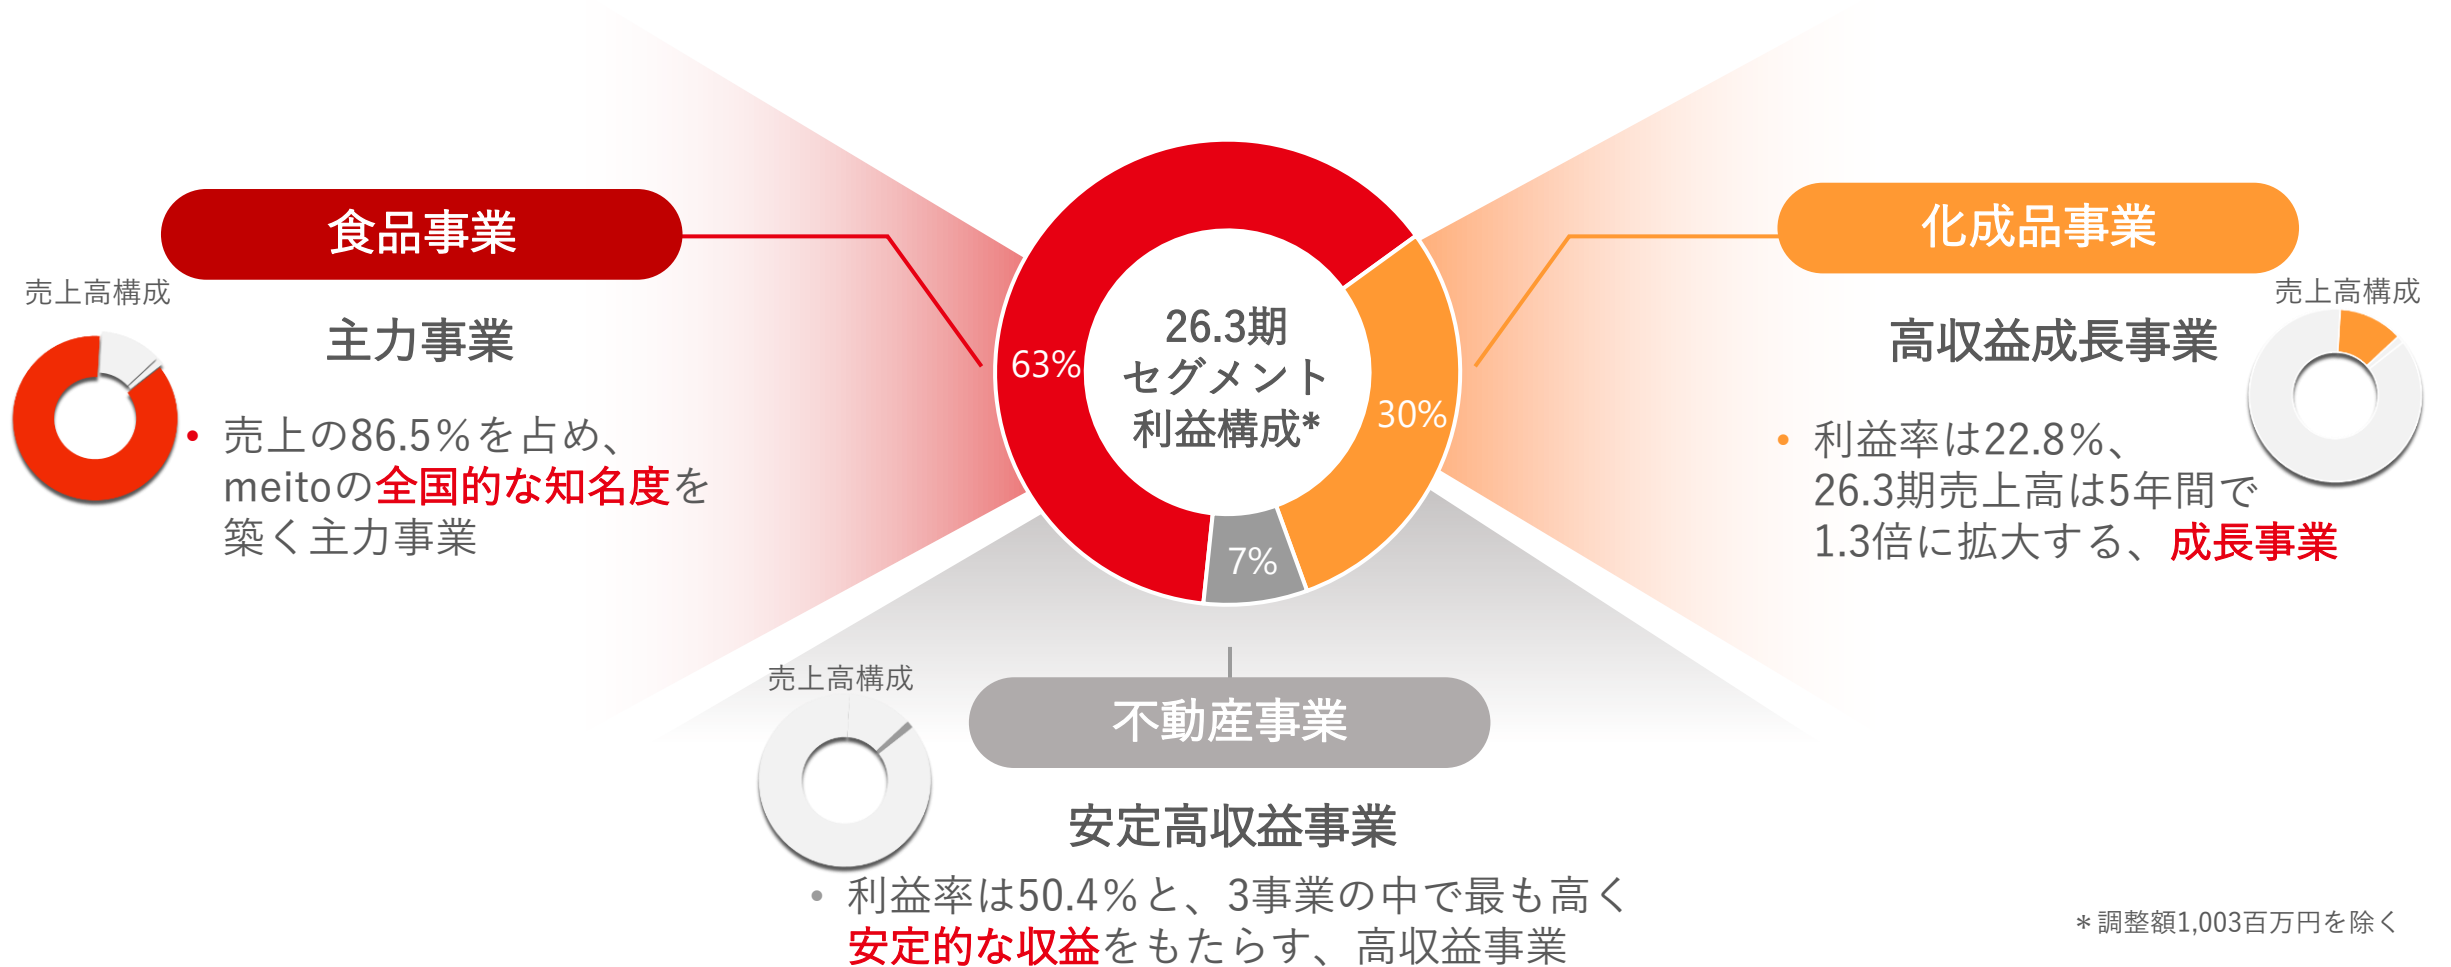 食品事業
売上高構成
主力事業
• 売上の86.5％を占め、
meitoの全国的な知名度を
築く主力事業
26.3期
セグメント
利益構成*
63%
30%
7%
化成品事業
売上高構成
高収益成長事業
• 利益率は22.8％、
26.3期売上高は5年間で
1.3倍に拡大する、成長事業
売上高構成
不動産事業
安定高収益事業
• 利益率は50.4％と、3事業の中で最も高く
安定的な収益をもたらす、高収益事業
＊調整額1,003百万円を除く